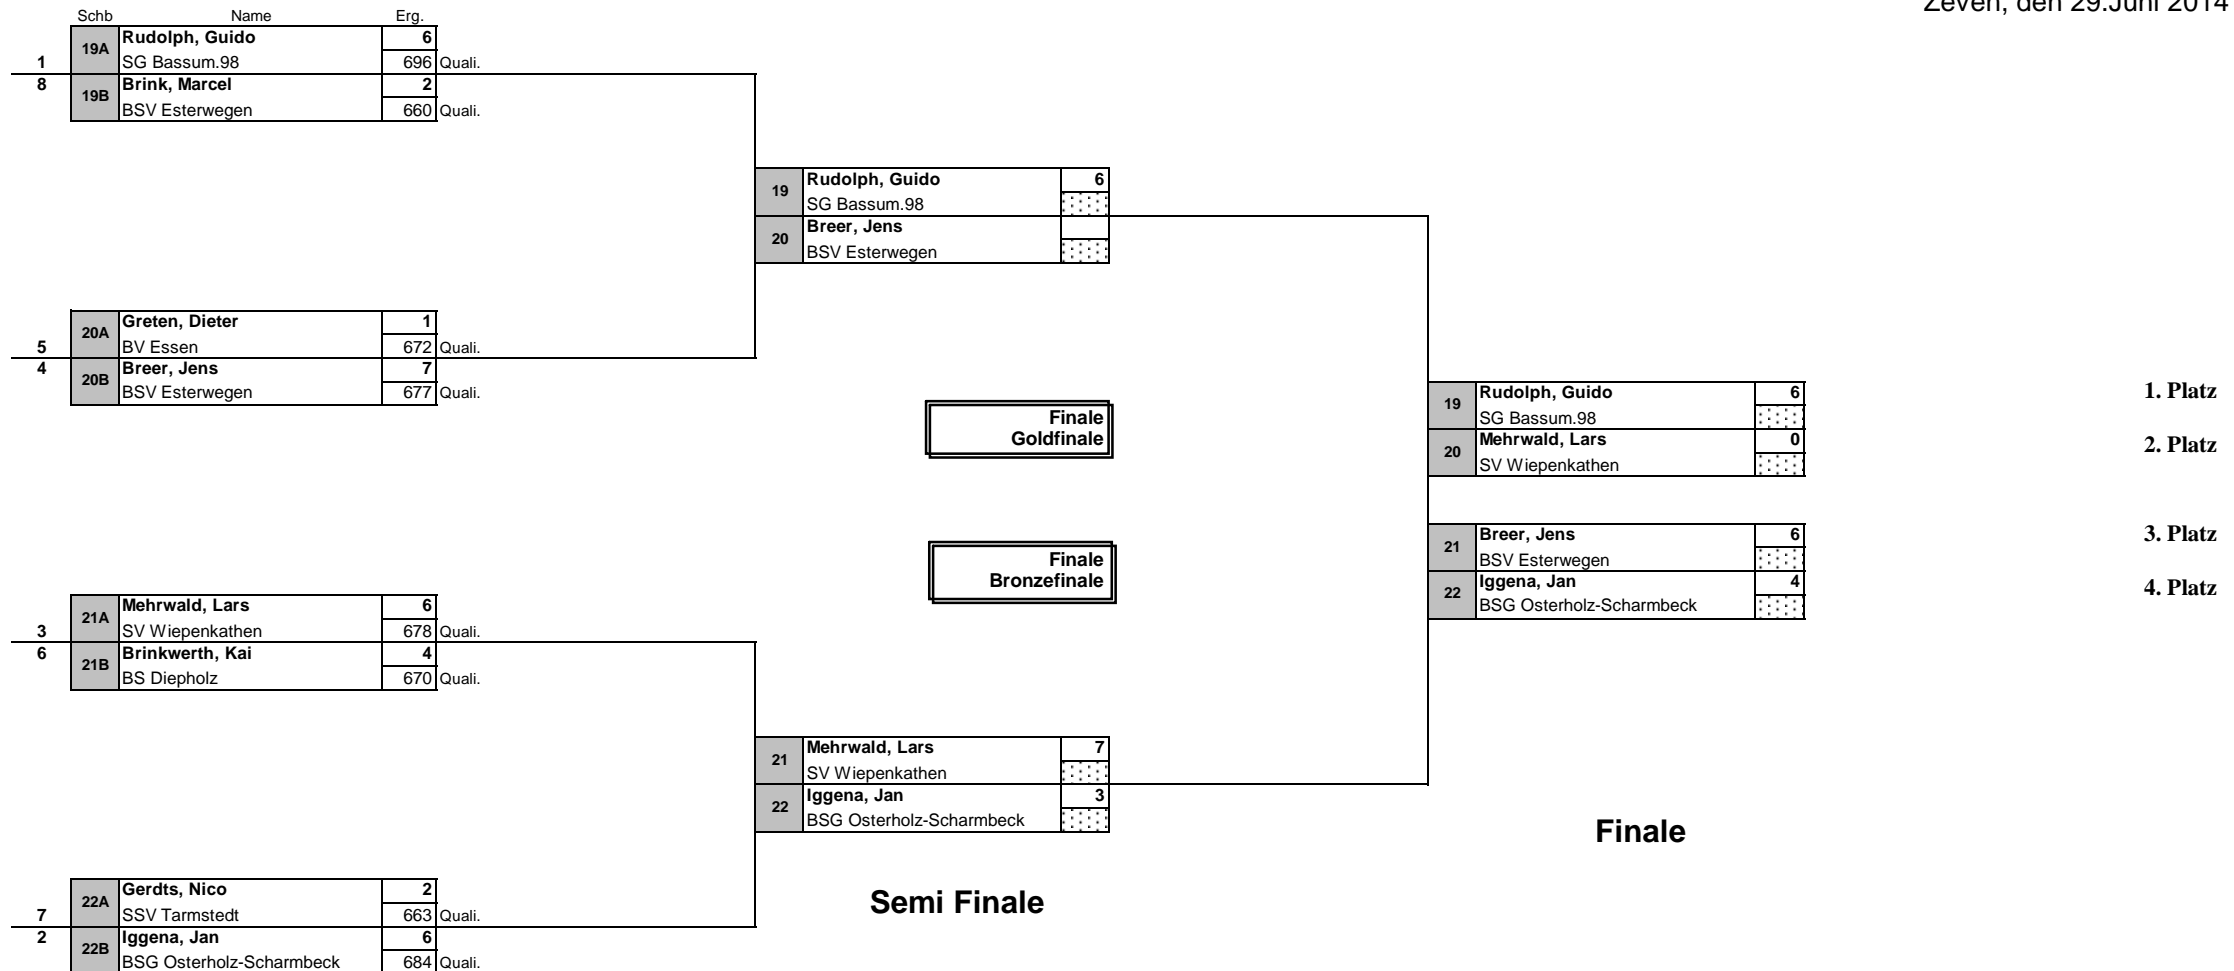 Zeven, den 29.Juni 2014
Schb Name Erg.
19A Rudolph, Guido 6
1 SG Bassum.98 696 Quali.
8 19B Brink, Marcel 2
BSV Esterwegen 660 Quali.
19 Rudolph, Guido 6
SG Bassum.98
20 Breer, Jens
BSV Esterwegen
20A Greten, Dieter 1
5 BV Essen 672 Quali.
4 20B Breer, Jens 7
BSV Esterwegen 677 Quali.
Finale
Goldfinale
19 Rudolph, Guido 6 1. Platz
SG Bassum.98
20 Mehrwald, Lars 0 2. Platz
SV Wiepenkathen
Finale
Bronzefinale
21 Breer, Jens 6 3. Platz
BSV Esterwegen
22 Iggena, Jan 4 4. Platz
BSG Osterholz-Scharmbeck
21A Mehrwald, Lars 6
3 SV Wiepenkathen 678 Quali.
6 21B Brinkwerth, Kai 4
BS Diepholz 670 Quali.
21 Mehrwald, Lars 7
SV Wiepenkathen
22 Iggena, Jan 3
BSG Osterholz-Scharmbeck
Finale
Semi Finale
22A Gerdts, Nico 2
7 SSV Tarmstedt 663 Quali.
2 22B Iggena, Jan 6
BSG Osterholz-Scharmbeck 684 Quali.